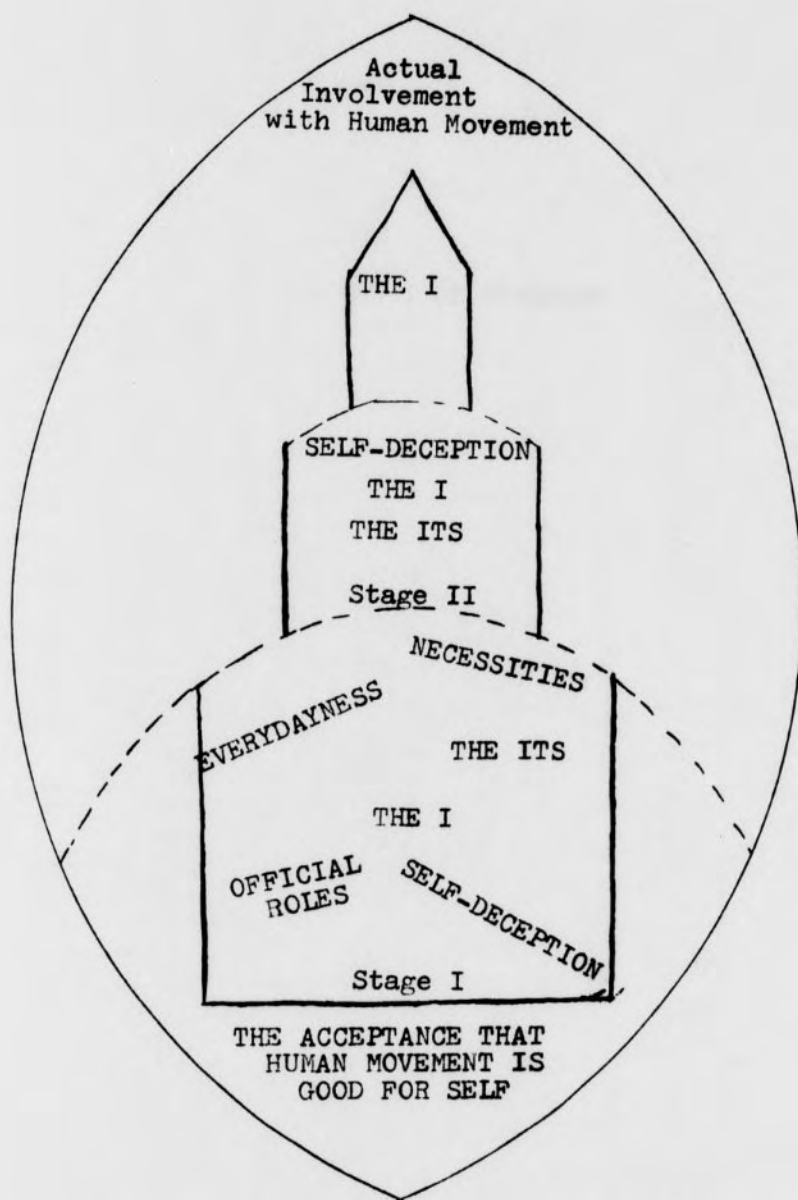 Actual
Involvement
with Human Movement
THE I
SELF-DECEPTION
THE I
THE ITS
Stage II
NECESSITIES
EVERYDAYNESS
THE ITS
THE I
OFFICIAL
ROLES
SELF-DECEPTION
Stage I
THE ACCEPTANCE THAT
HUMAN MOVEMENT IS
GOOD FOR SELF